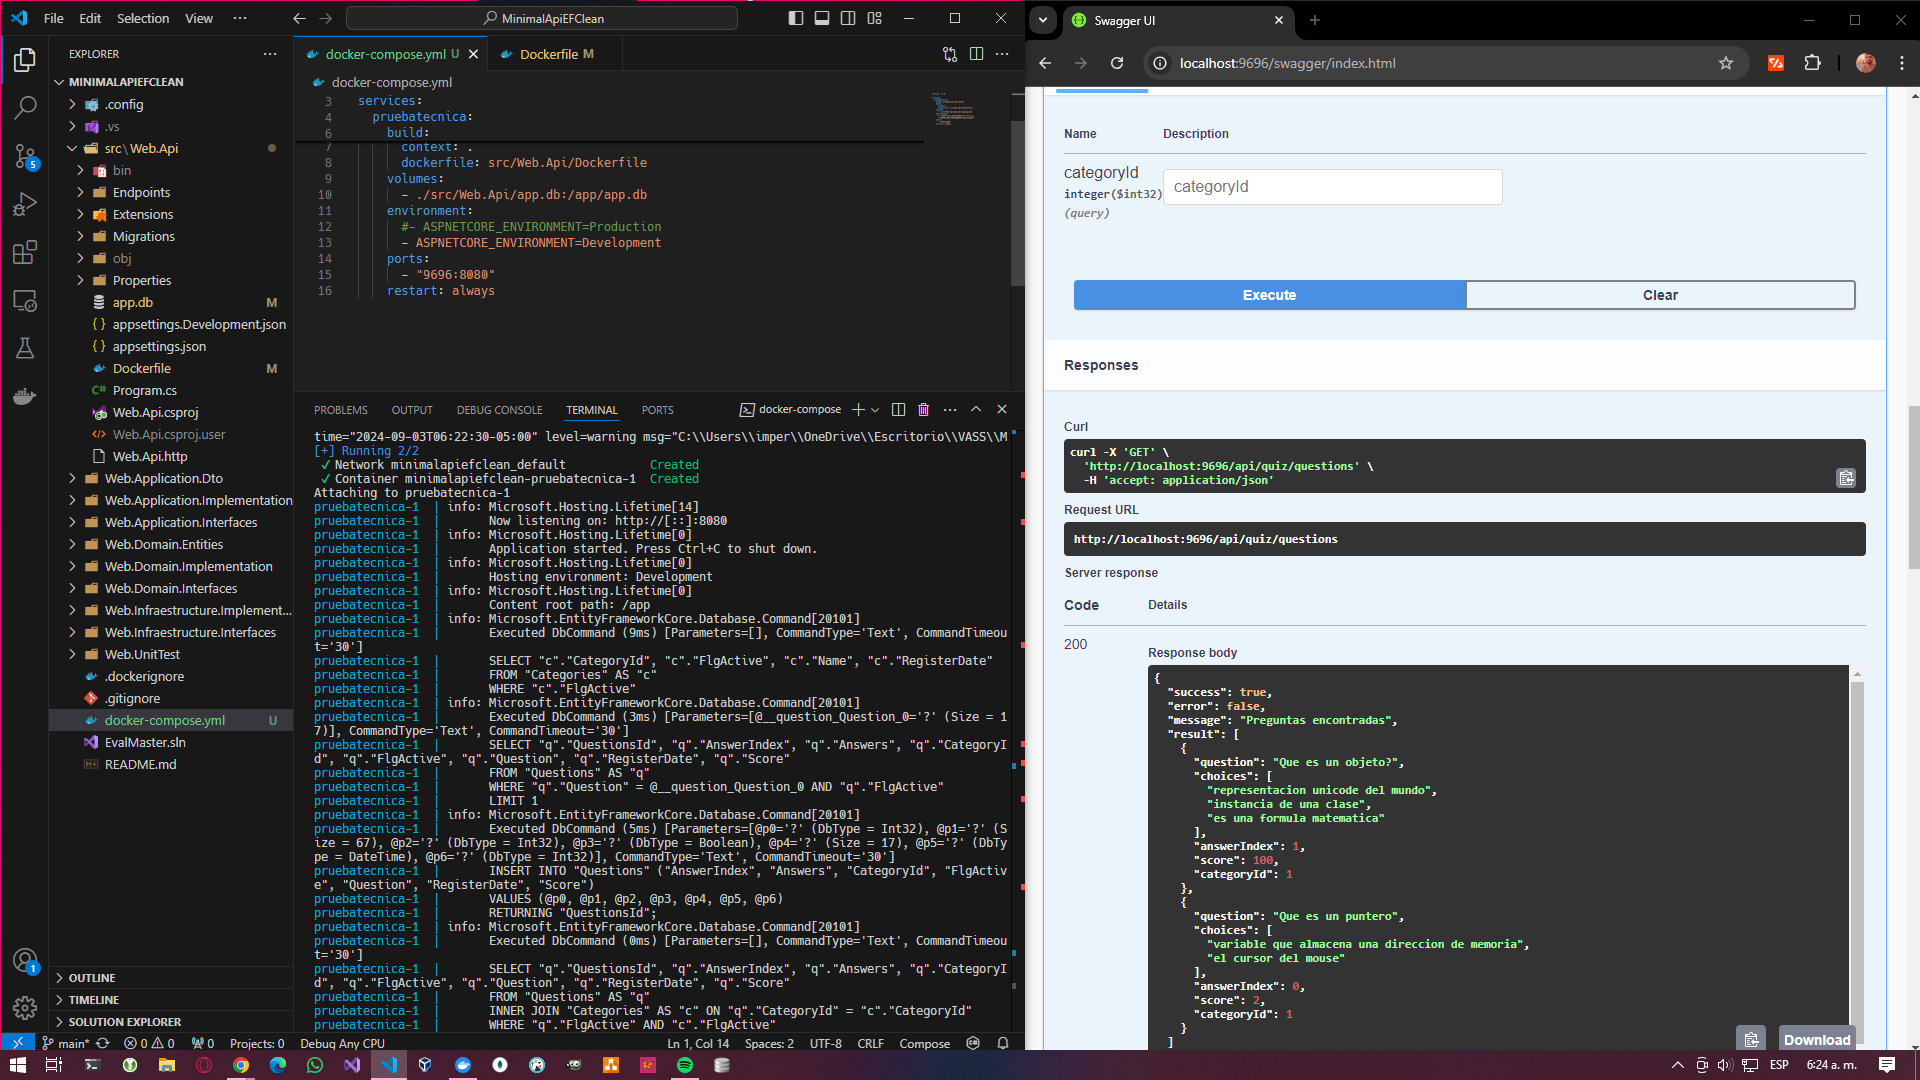 File Edit Selection View ··· MinimalApiEFClean
EXPLORER
MINIMALAPIEFCLEAN
.config
.vs
src\Web.Api
bin
Endpoints
Extensions
Migrations
obj
Properties
app.db M
appsettings.Development.json
appsettings.json
Dockerfile M
Program.cs
Web.Api.csproj
Web.Api.csproj.user
Web.Api.http
Web.Application.Dto
Web.Application.Implementation
Web.Application.Interfaces
Web.Domain.Entities
Web.Domain.Implementation
Web.Domain.Interfaces
Web.Infraestructure.Implement...
Web.Infraestructure.Interfaces
Web.UnitTest
.dockerignore
.gitignore
docker-compose.yml U
EvalMaster.sln
README.md
OUTLINE
TIMELINE
SOLUTION EXPLORER
5
1
docker-compose.yml U
Dockerfile M
docker-compose.yml
3 services:
4 pruebatecnica:
6 build:
7 context: .
8 dockerfile: src/Web.Api/Dockerfile
9 volumes:
10 - ./src/Web.Api/app.db:/app/app.db
11 environment:
12 #- ASPNETCORE_ENVIRONMENT=Production
13 - ASPNETCORE_ENVIRONMENT=Development
14 ports:
15 - "9696:8080"
16 restart: always
PROBLEMS OUTPUT DEBUG CONSOLE TERMINAL PORTS docker-compose
time="2024-09-03T06:22:30-05:00" level=warning msg="C:\\Users\\imper\\OneDrive\\Escritorio\\VASS\\M
[+] Running 2/2
✓ Network minimalapiefclean_default Created
✓ Container minimalapiefclean-pruebatecnica-1 Created
Attaching to pruebatecnica-1
pruebatecnica-1 | info: Microsoft.Hosting.Lifetime[14]
pruebatecnica-1 | Now listening on: http://[::]:8080
pruebatecnica-1 | info: Microsoft.Hosting.Lifetime[0]
pruebatecnica-1 | Application started. Press Ctrl+C to shut down.
pruebatecnica-1 | info: Microsoft.Hosting.Lifetime[0]
pruebatecnica-1 | Hosting environment: Development
pruebatecnica-1 | info: Microsoft.Hosting.Lifetime[0]
pruebatecnica-1 | Content root path: /app
pruebatecnica-1 | info: Microsoft.EntityFrameworkCore.Database.Command[20101]
pruebatecnica-1 | Executed DbCommand (9ms) [Parameters=[], CommandType='Text', CommandTimeou
t='30']
pruebatecnica-1 | SELECT "c"."CategoryId", "c"."FlgActive", "c"."Name", "c"."RegisterDate"
pruebatecnica-1 | FROM "Categories" AS "c"
pruebatecnica-1 | WHERE "c"."FlgActive"
pruebatecnica-1 | info: Microsoft.EntityFrameworkCore.Database.Command[20101]
pruebatecnica-1 | Executed DbCommand (3ms) [Parameters=[@__question_Question_0='?' (Size = 1
7)], CommandType='Text', CommandTimeout='30']
pruebatecnica-1 | SELECT "q"."QuestionsId", "q"."AnswerIndex", "q"."Answers", "q"."CategoryI
d", "q"."FlgActive", "q"."Question", "q"."RegisterDate", "q"."Score"
pruebatecnica-1 | FROM "Questions" AS "q"
pruebatecnica-1 | WHERE "q"."Question" = @__question_Question_0 AND "q"."FlgActive"
pruebatecnica-1 | LIMIT 1
pruebatecnica-1 | info: Microsoft.EntityFrameworkCore.Database.Command[20101]
pruebatecnica-1 | Executed DbCommand (5ms) [Parameters=[@p0='?' (DbType = Int32), @p1='?' (S
ize = 67), @p2='?' (DbType = Int32), @p3='?' (DbType = Boolean), @p4='?' (Size = 17), @p5='?' (DbTy
pe = DateTime), @p6='?' (DbType = Int32)], CommandType='Text', CommandTimeout='30']
pruebatecnica-1 | INSERT INTO "Questions" ("AnswerIndex", "Answers", "CategoryId", "FlgActiv
e", "Question", "RegisterDate", "Score")
pruebatecnica-1 | VALUES (@p0, @p1, @p2, @p3, @p4, @p5, @p6)
pruebatecnica-1 | RETURNING "QuestionsId";
pruebatecnica-1 | info: Microsoft.EntityFrameworkCore.Database.Command[20101]
pruebatecnica-1 | Executed DbCommand (0ms) [Parameters=[], CommandType='Text', CommandTimeou
t='30']
pruebatecnica-1 | SELECT "q"."QuestionsId", "q"."AnswerIndex", "q"."Answers", "q"."CategoryI
d", "q"."FlgActive", "q"."Question", "q"."RegisterDate", "q"."Score"
pruebatecnica-1 | FROM "Questions" AS "q"
pruebatecnica-1 | INNER JOIN "Categories" AS "c" ON "q"."CategoryId" = "c"."CategoryId"
pruebatecnica-1 | WHERE "q"."FlgActive" AND "c"."FlgActive"
main* 0 0 0 Projects: 0 Debug Any CPU Ln 1, Col 14 Spaces: 2 UTF-8 CRLF Compose
Swagger UI
localhost:9696/swagger/index.html
Name Description
categoryId
integer($int32)
(query)
categoryId
Execute Clear
Responses
Curl
curl -X 'GET' \
'http://localhost:9696/api/quiz/questions' \
-H 'accept: application/json'
Request URL
http://localhost:9696/api/quiz/questions
Server response
Code Details
200
Response body
{
"success": true,
"error": false,
"message": "Preguntas encontradas",
"result": [
{
"question": "Que es un objeto?",
"choices": [
"representacion unicode del mundo",
"instancia de una clase",
"es una formula matematica"
],
"answerIndex": 1,
"score": 100,
"categoryId": 1
},
{
"question": "Que es un puntero",
"choices": [
"variable que almacena una direccion de memoria",
"el cursor del mouse"
],
"answerIndex": 0,
"score": 2,
"categoryId": 1
}
]
Download
ESP 6:24 a. m.